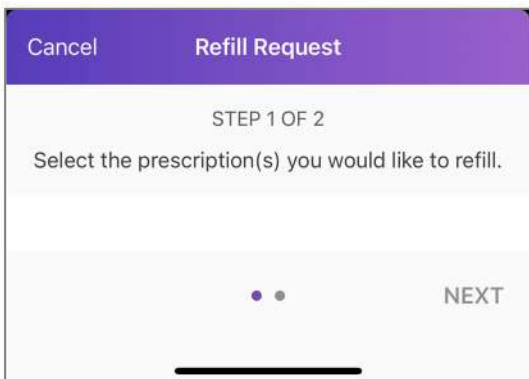 Cancel
Refill Request
STEP 1 OF 2
Select the prescription(s) you would like to refill.
NEXT